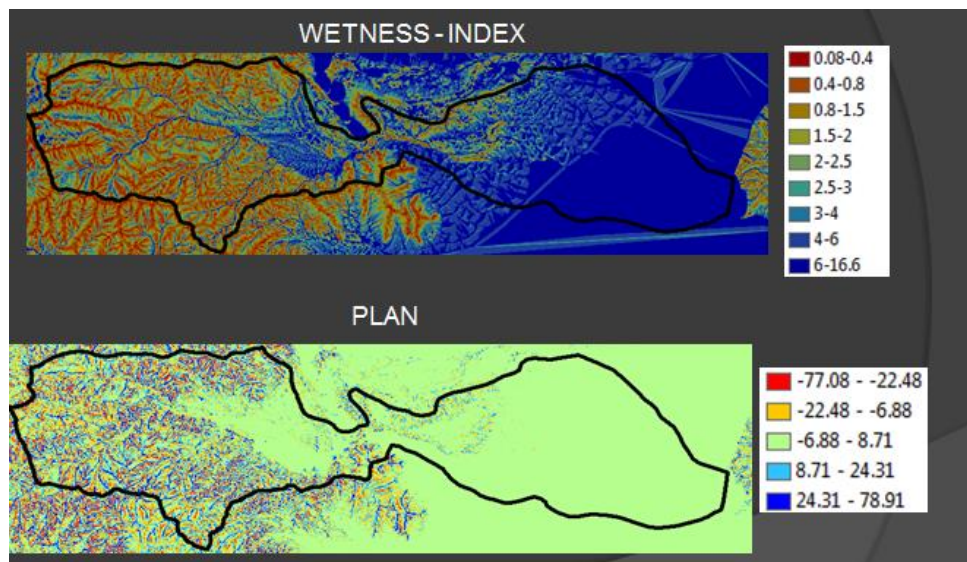 WETNESS - INDEX
0.08-0.4
0.4-0.8
0.8-1.5
1.5-2
2-2.5
2.5-3
3-4
4-6
6-16.6
PLAN
-77.08 - -22.48
-22.48 - -6.88
-6.88 - 8.71
8.71 - 24.31
24.31 - 78.91